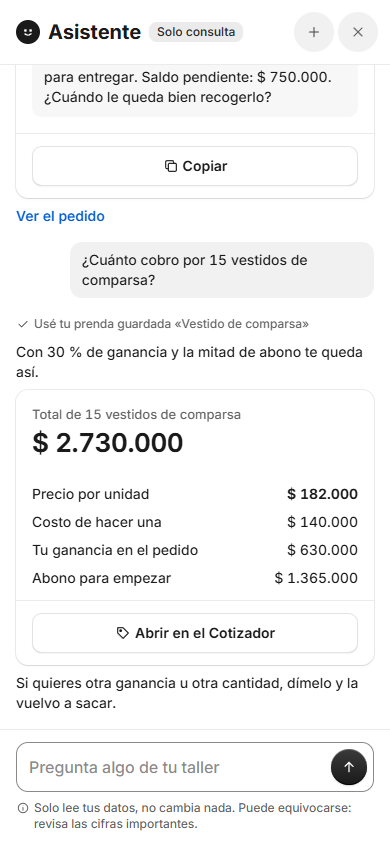 Asistente
Solo consulta
para entregar. Saldo pendiente: $ 750.000.
¿Cuándo le queda bien recogerlo?
Copiar
Ver el pedido
¿Cuánto cobro por 15 vestidos de
comparsa?
Usé tu prenda guardada «Vestido de comparsa»
Con 30 % de ganancia y la mitad de abono te queda
así.
Total de 15 vestidos de comparsa
$ 2.730.000
Precio por unidad $ 182.000
Costo de hacer una $ 140.000
Tu ganancia en el pedido $ 630.000
Abono para empezar $ 1.365.000
Abrir en el Cotizador
Si quieres otra ganancia u otra cantidad, dímelo y la
vuelvo a sacar.
Pregunta algo de tu taller
Solo lee tus datos, no cambia nada. Puede equivocarse:
revisa las cifras importantes.